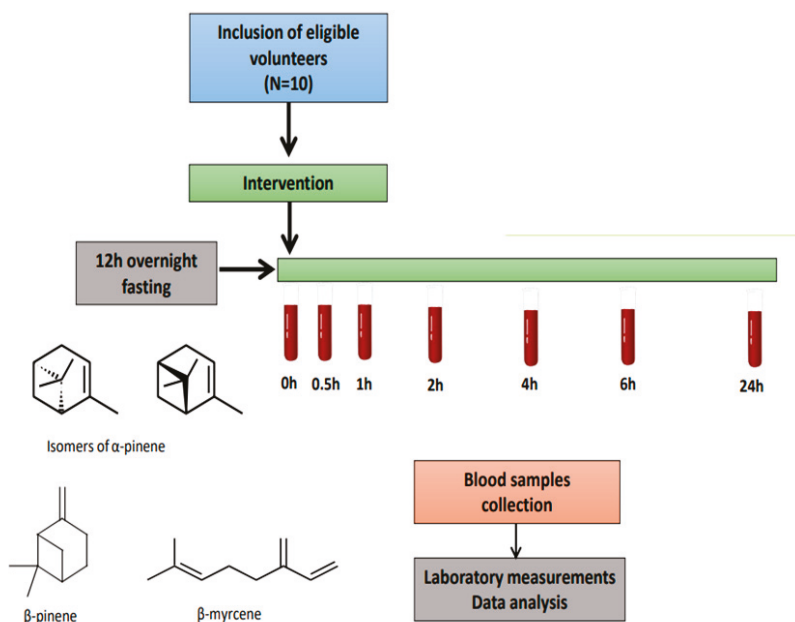 Inclusion of eligible
volunteers
(N=10)
Intervention
12h overnight
fasting
0h
0.5h
1h
2h
4h
6h
24h
Isomers of α-pinene
β-pinene
β-myrcene
Blood samples
collection
Laboratory measurements
Data analysis